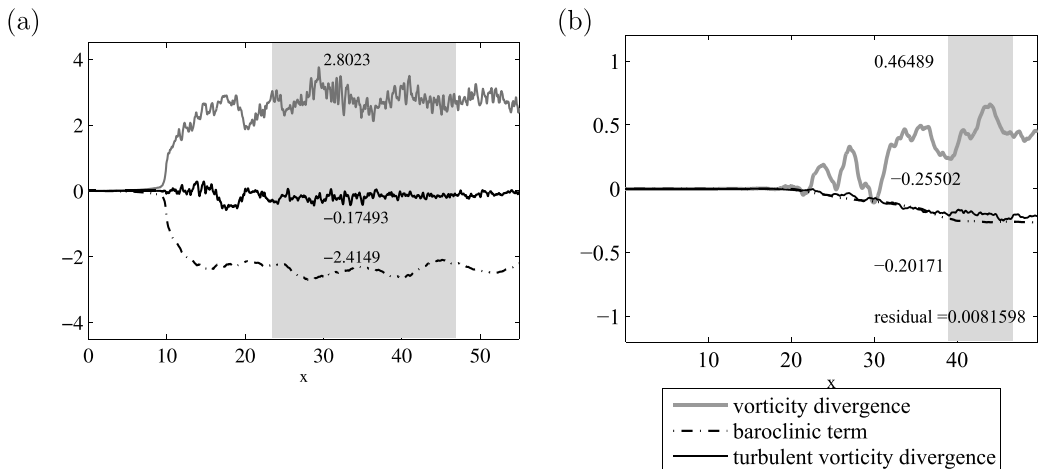 (a)
4
2
0
−2
−4
2.8023
−0.17493
−2.4149
0 10 20 30 40 50
x
(b)
1
0.5
0
−0.5
−1
0.46489
−0.25502
−0.20171
residual =0.0081598
10 20 30 40
x
vorticity divergence
baroclinic term
turbulent vorticity divergence